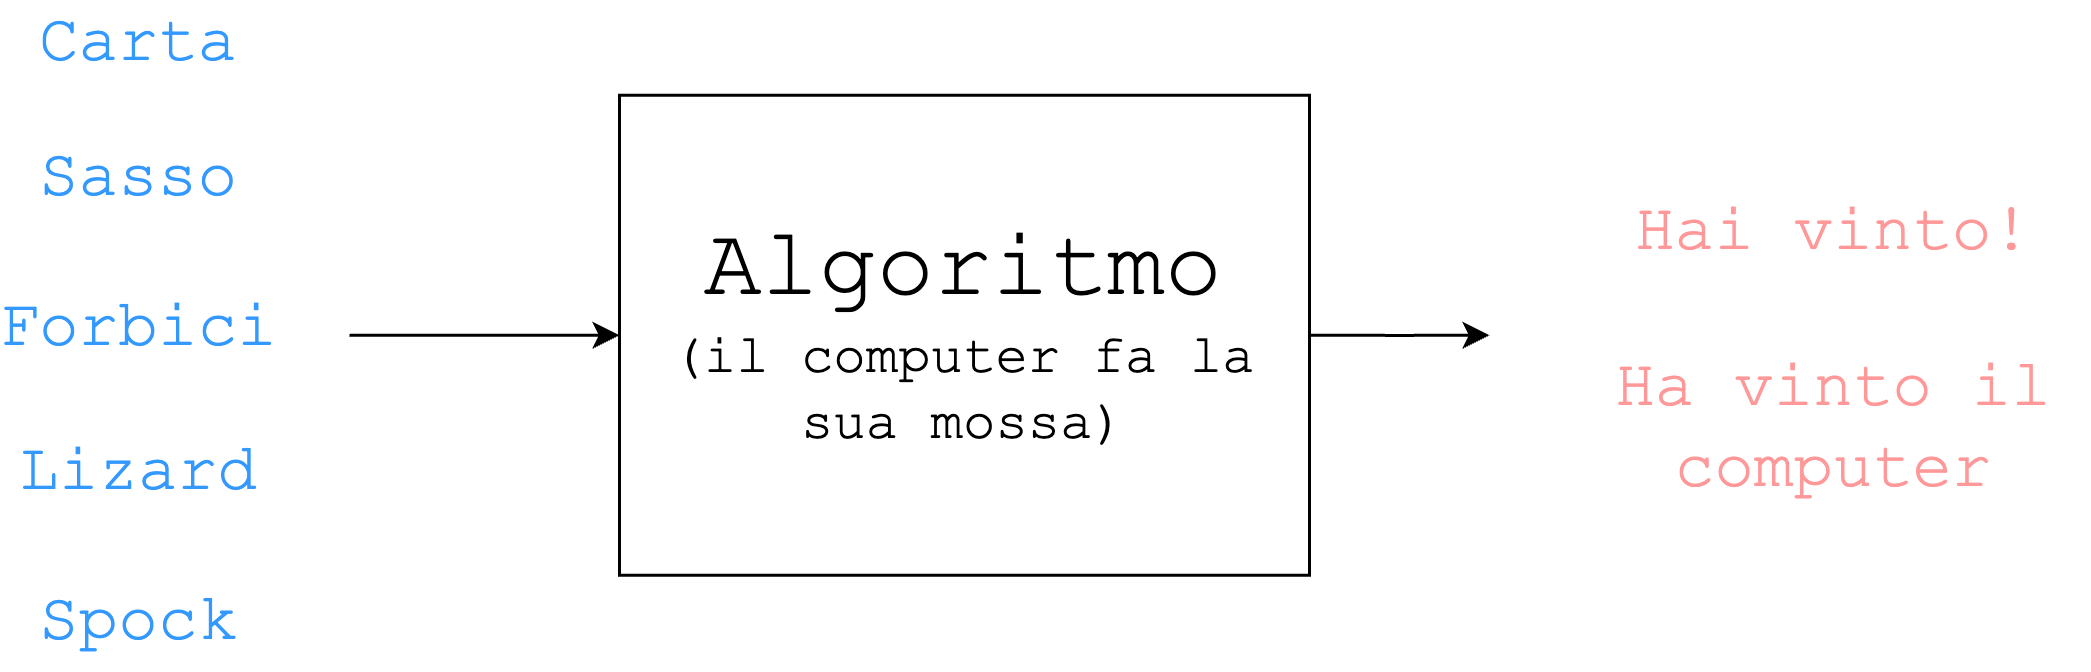 Carta
Sasso
Forbici
Lizard
Spock
Algoritmo
(il computer fa la
sua mossa)
Hai vinto!
Ha vinto il
computer